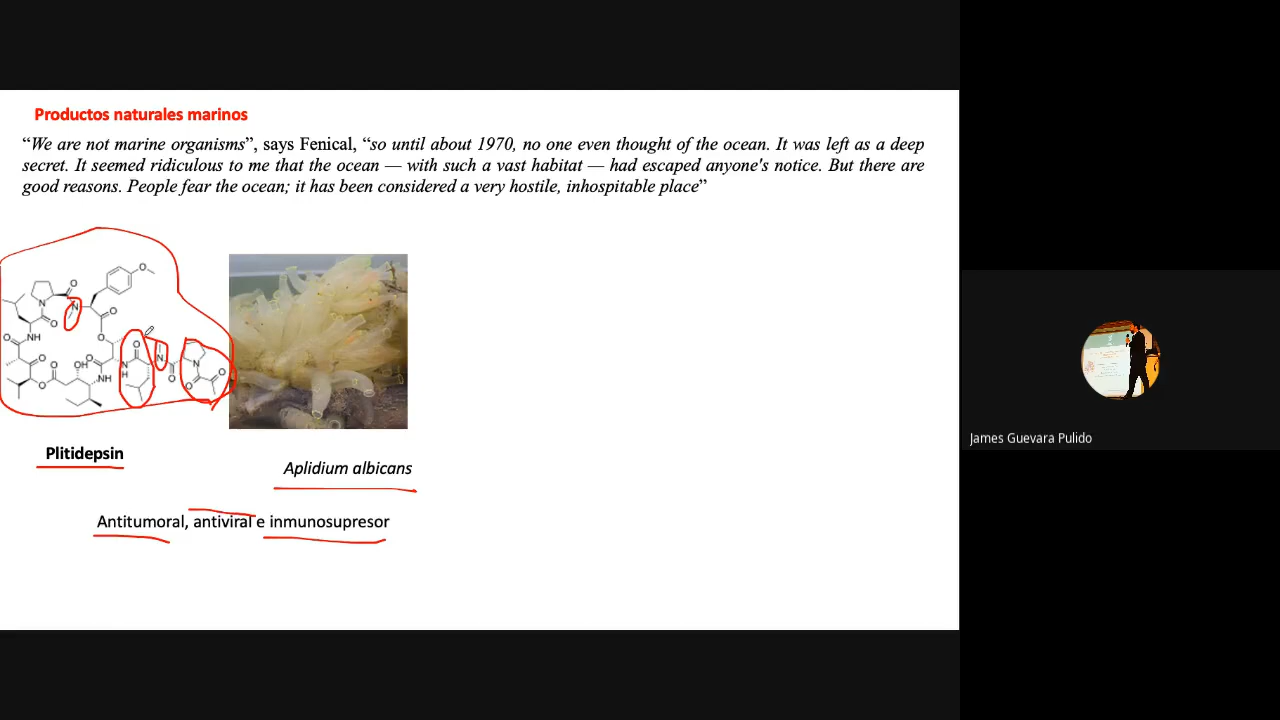 Productos naturales marinos
“We are not marine organisms”, says Fenical, “so until about 1970, no one even thought of the ocean. It was left as a deep
secret. It seemed ridiculous to me that the ocean — with such a vast habitat — had escaped anyone's notice. But there are
good reasons. People fear the ocean; it has been considered a very hostile, inhospitable place”
Plitidepsin
Aplidium albicans
Antitumoral, antiviral e inmunosupresor
James Guevara Pulido